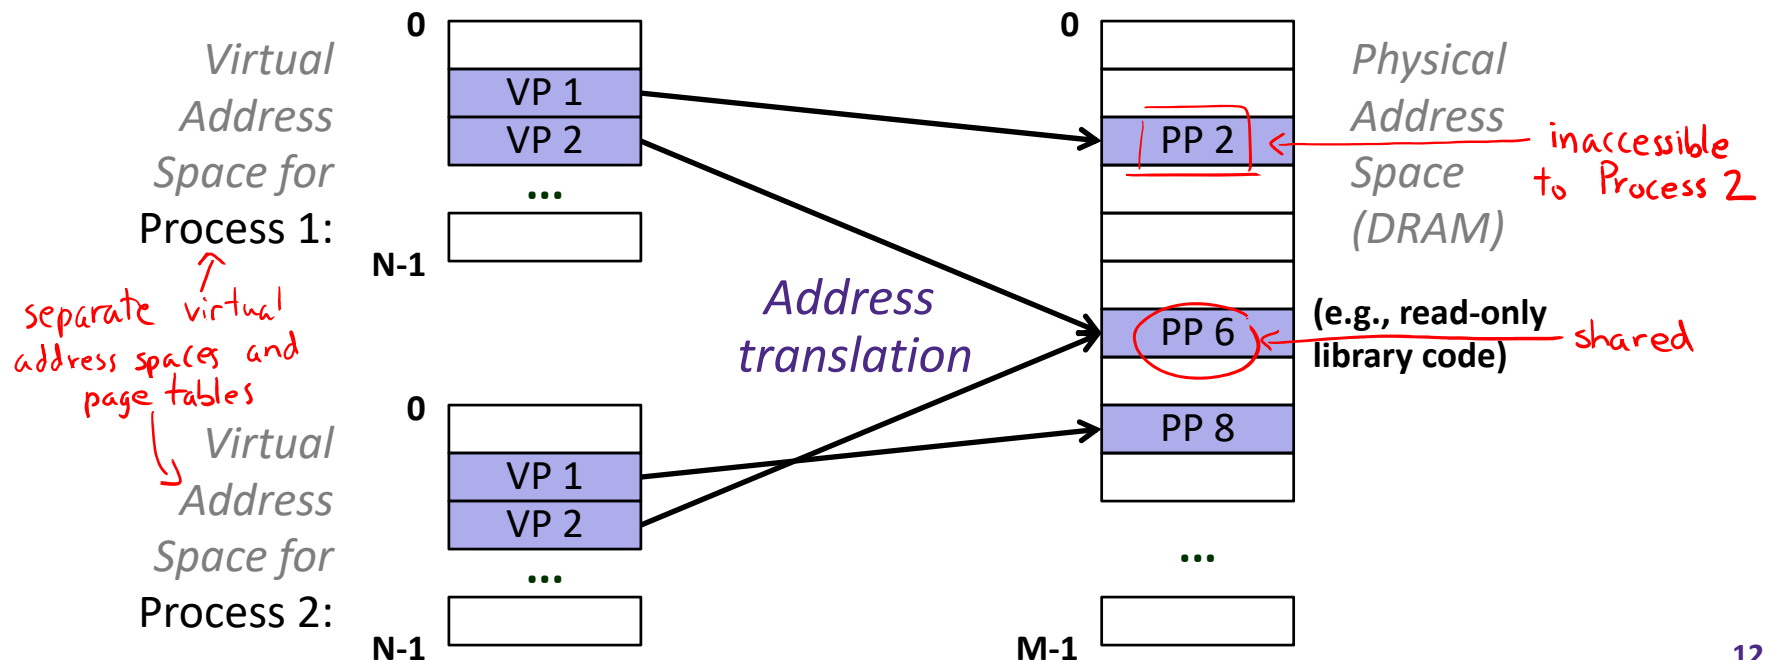 0
Virtual
Address
Space for
Process 1:
VP 1
VP 2
...
N-1
separate virtual
address spaces and
page tables
Address
translation
0
Virtual
Address
Space for
Process 2:
VP 1
VP 2
...
N-1
0
PP 2
PP 6
PP 8
...
M-1
Physical
Address
Space
(DRAM)
inaccessible
to Process 2
(e.g., read-only
library code)
shared
12